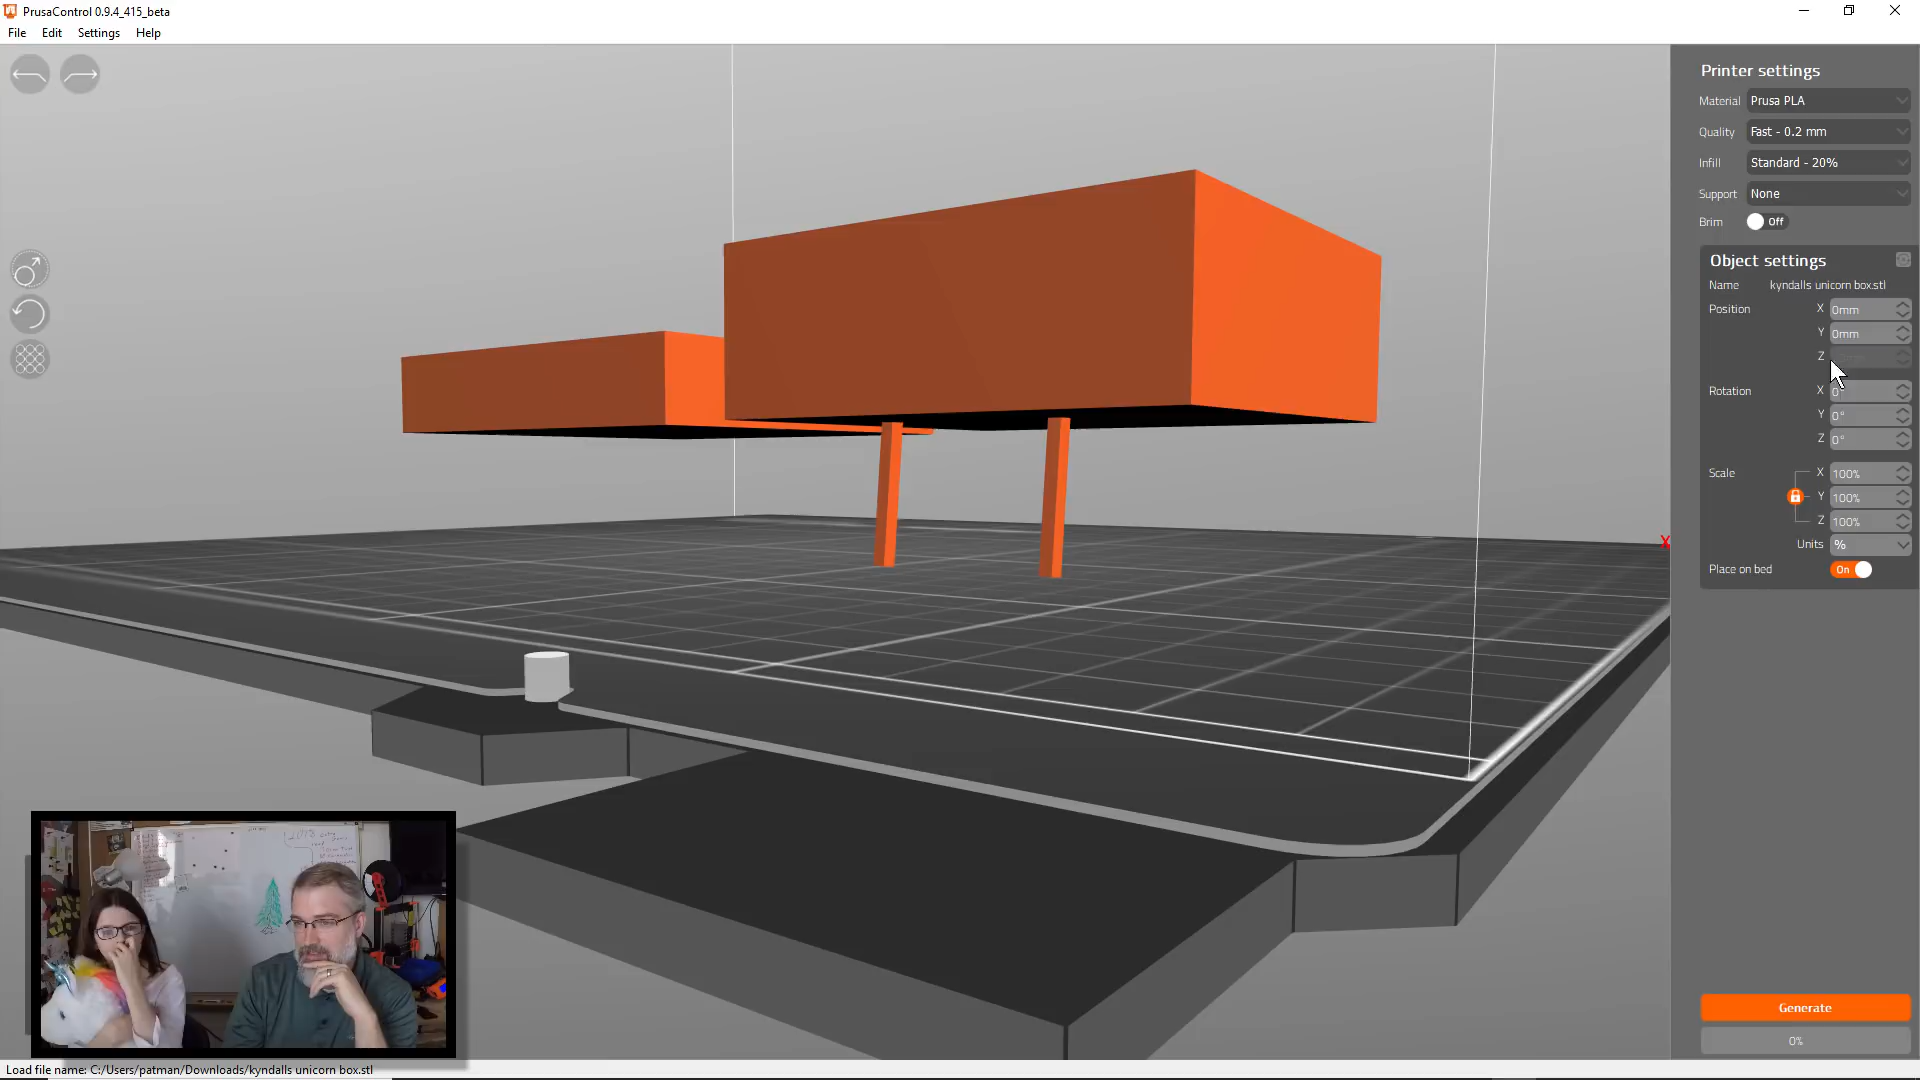 PrusaControl 0.9.4_415_beta
File Edit Settings Help
Printer settings
Material Prusa PLA
Quality Fast - 0.2 mm
Infill Standard - 20%
Support None
Brim Off
Object settings
Name kyndalls unicorn box.stl
Position X 0mm
Y 0mm
Z
Rotation X 0°
Y 0°
Z 0°
Scale X 100%
Y 100%
Z 100%
Units %
Place on bed On
X
Generate
0%
2018
Load file name: C:/Users/patman/Downloads/kyndalls unicorn box.stl